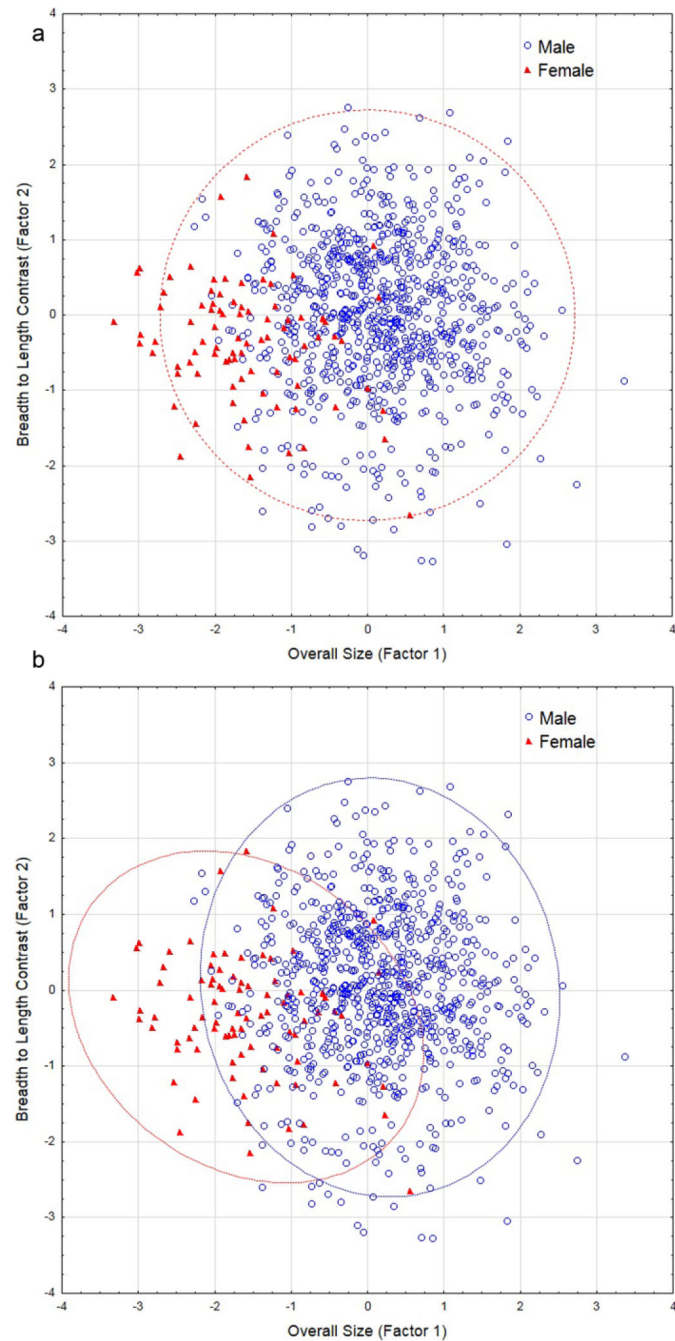 a
Male
Female
4
3
2
1
0
-1
-2
-3
-4
Breadth to Length Contrast (Factor 2)
-4 -3 -2 -1 0 1 2 3 4
Overall Size (Factor 1)
b
Male
Female
4
3
2
1
0
-1
-2
-3
-4
Breadth to Length Contrast (Factor 2)
-4 -3 -2 -1 0 1 2 3 4
Overall Size (Factor 1)